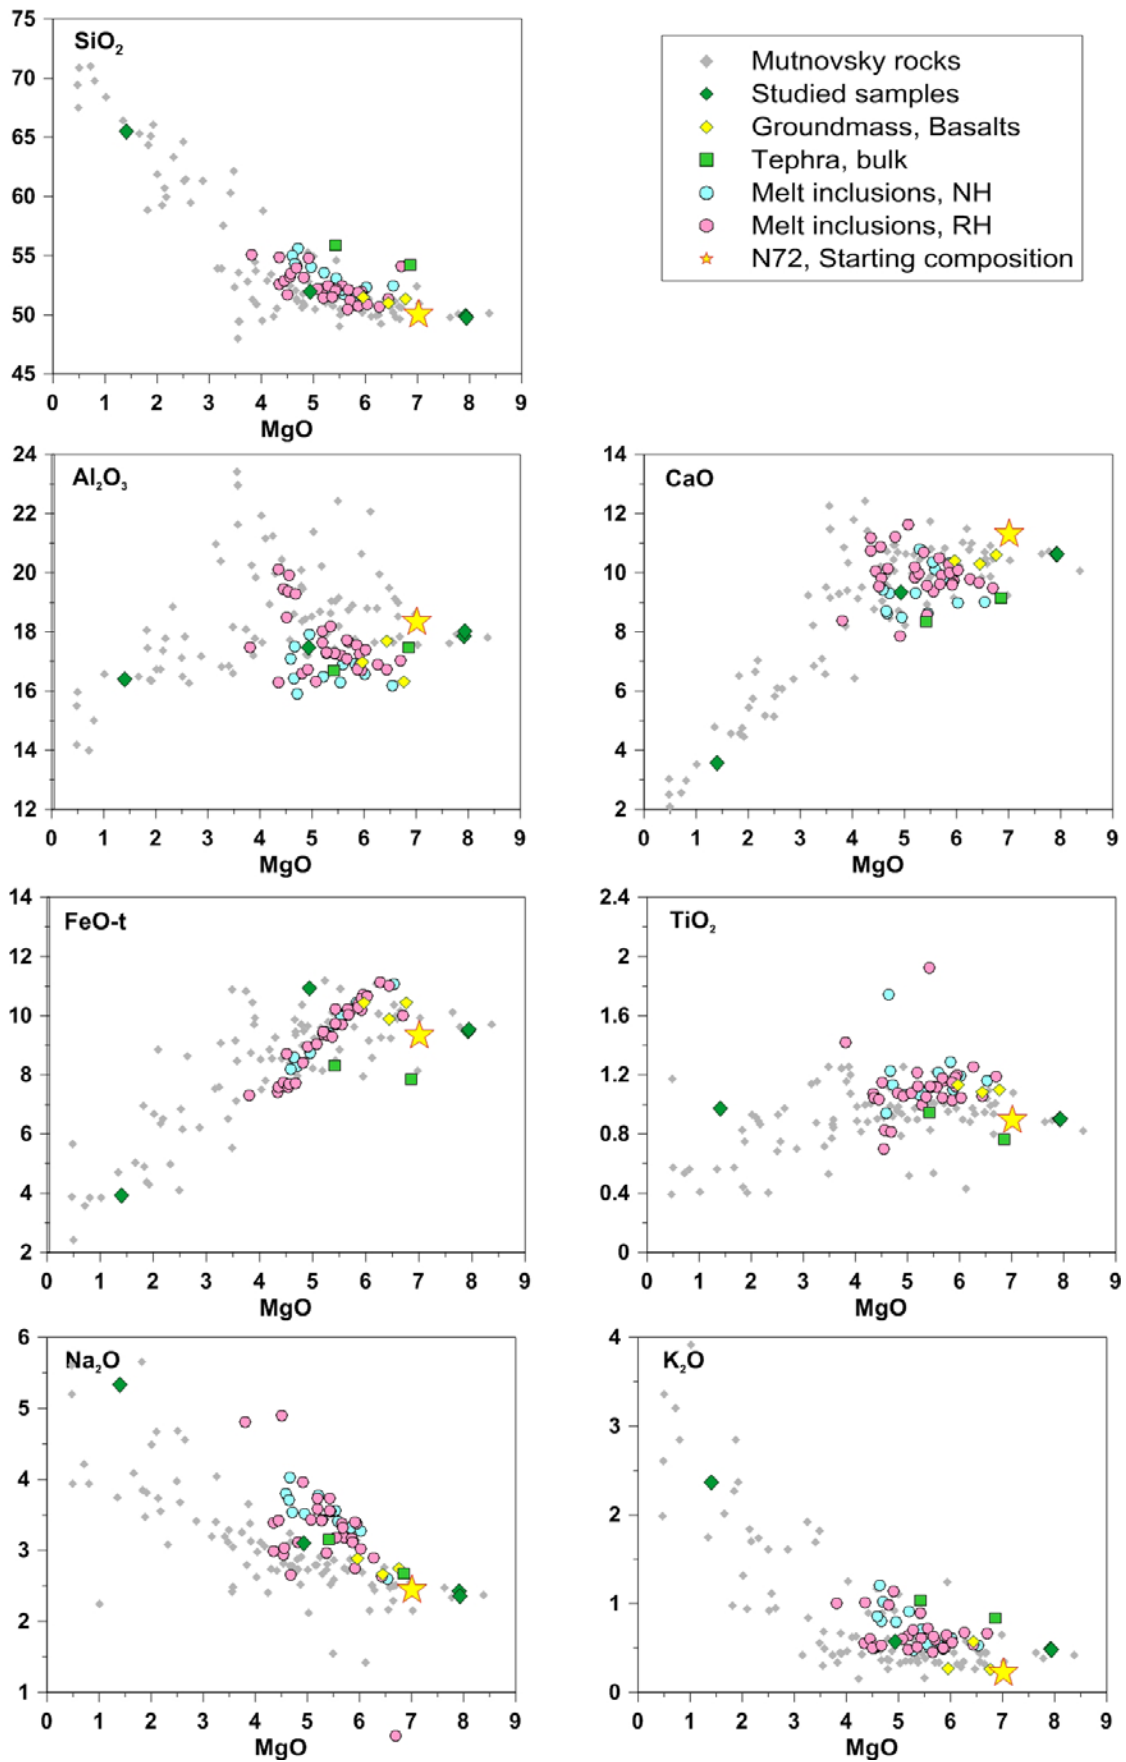 75
SiO₂
70
65
60
55
50
45
0 1 2 3 4 5 6 7 8 9
MgO
Mutnovsky rocks
Studied samples
Groundmass, Basalts
Tephra, bulk
Melt inclusions, NH
Melt inclusions, RH
N72, Starting composition
24
Al₂O₃
22
20
18
16
14
12
0 1 2 3 4 5 6 7 8 9
MgO
14
CaO
12
10
8
6
4
2
0 1 2 3 4 5 6 7 8 9
MgO
14
FeO-t
12
10
8
6
4
2
0 1 2 3 4 5 6 7 8 9
MgO
2.4
TiO₂
2
1.6
1.2
0.8
0.4
0
0 1 2 3 4 5 6 7 8 9
MgO
6
Na₂O
5
4
3
2
1
0 1 2 3 4 5 6 7 8 9
MgO
4
K₂O
3
2
1
0
0 1 2 3 4 5 6 7 8 9
MgO